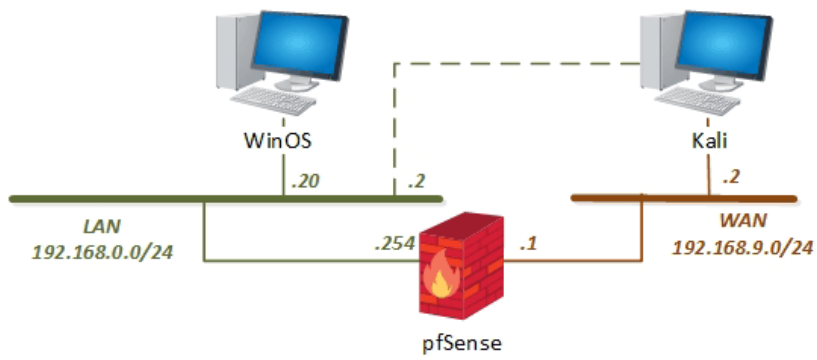 WinOS
Kali
.20
.2
.2
LAN
192.168.0.0/24
WAN
192.168.9.0/24
.254
.1
pfSense